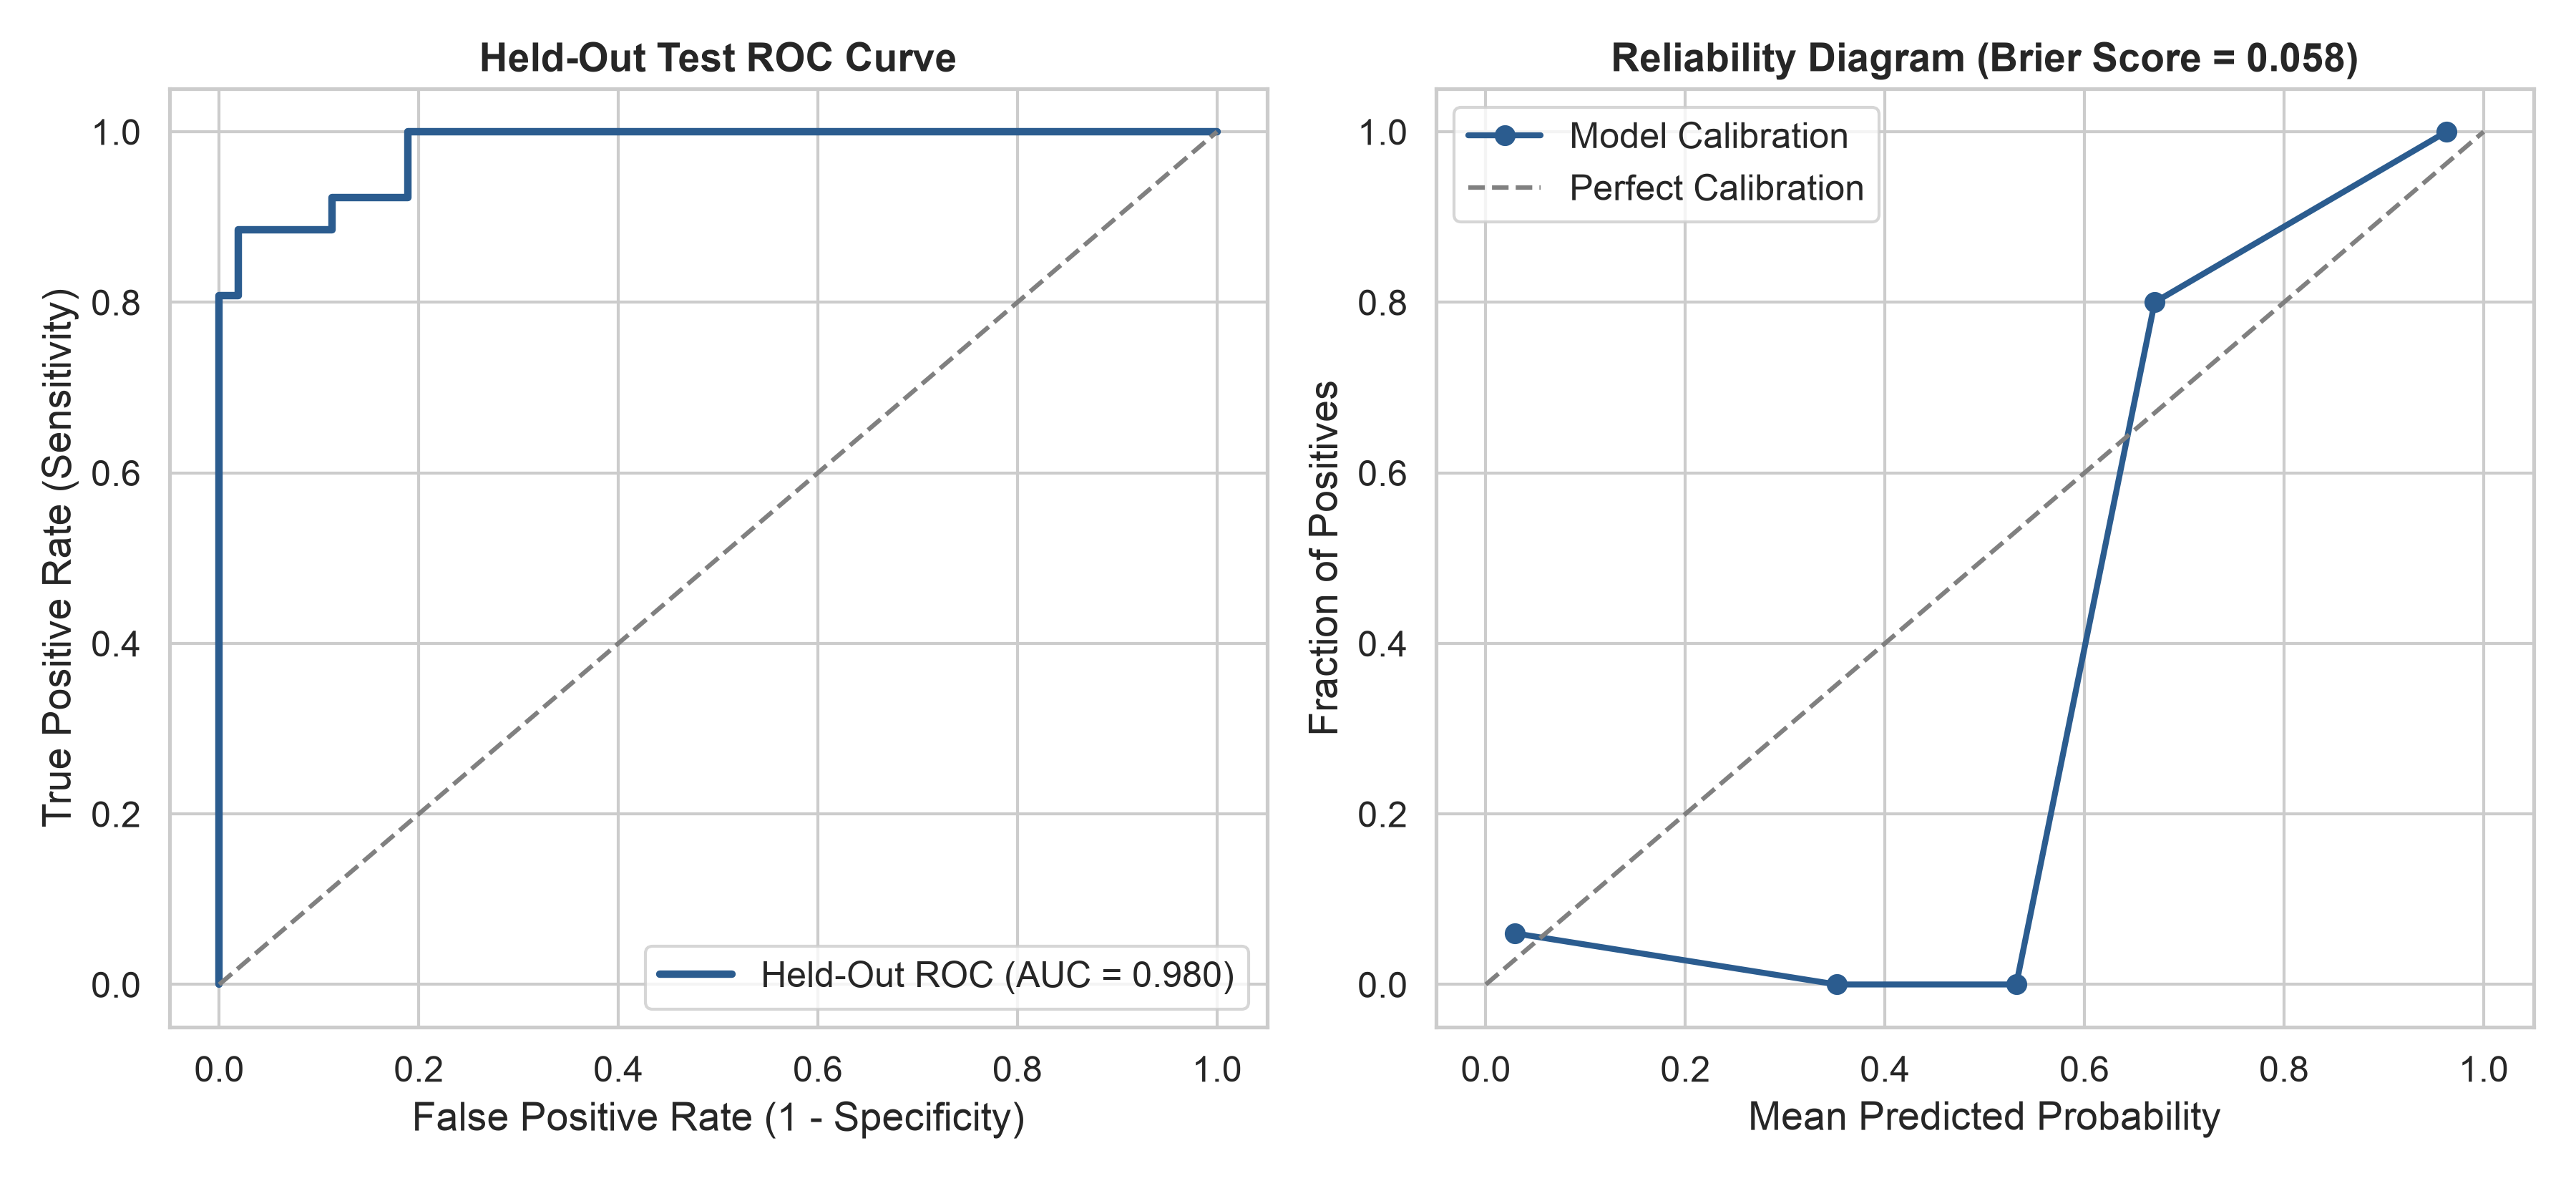 Held-Out Test ROC Curve
True Positive Rate (Sensitivity)
1.0
0.8
0.6
0.4
0.2
0.0
Held-Out ROC (AUC = 0.980)
0.0 0.2 0.4 0.6 0.8 1.0
False Positive Rate (1 - Specificity)
Reliability Diagram (Brier Score = 0.058)
Model Calibration
Perfect Calibration
Fraction of Positives
1.0
0.8
0.6
0.4
0.2
0.0
0.0 0.2 0.4 0.6 0.8 1.0
Mean Predicted Probability